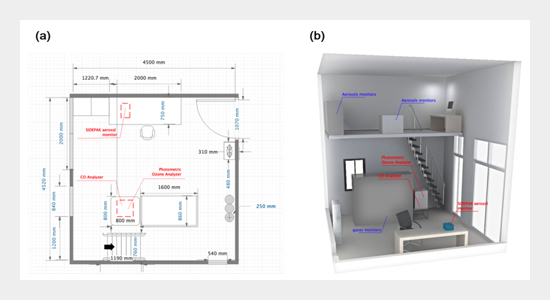 (a)
4500 mm
1220.7 mm
2000 mm
750 mm
1070 mm
2000 mm
SIDEPAK aerosol
monitor
310 mm
4520 mm
CO Analyzer
Photometric
Ozone Analyzer
480 mm
1600 mm
840 mm
800 mm
860 mm
250 mm
800 mm
1200 mm
760 mm
540 mm
1190 mm
(b)
Aerosols monitors
Aerosols monitors
Photometric
Ozone Analyzer
CO Analyzer
SIDEPAK aerosol
monitor
gases monitors